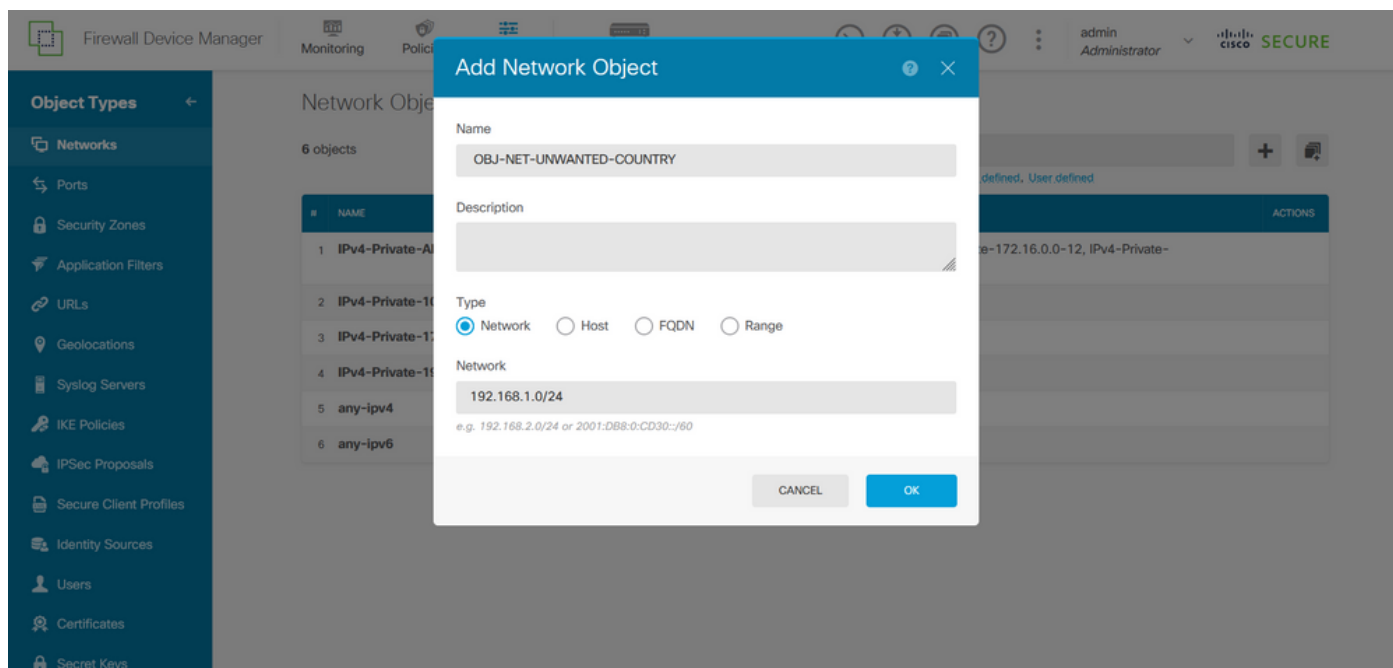 Firewall Device Manager
Monitoring
Polici
admin
Administrator
cisco SECURE
Object Types
Networks
Ports
Security Zones
Application Filters
URLs
Geolocations
Syslog Servers
IKE Policies
IPSec Proposals
Secure Client Profiles
Identity Sources
Users
Certificates
Secret Keys
Network Obje
6 objects
defined, User defined
# NAME ACTIONS
1 IPv4-Private-Al e-172.16.0.0-12, IPv4-Private-
2 IPv4-Private-10
3 IPv4-Private-17
4 IPv4-Private-19
5 any-ipv4
6 any-ipv6
Add Network Object
Name
OBJ-NET-UNWANTED-COUNTRY
Description
Type
Network Host FQDN Range
Network
192.168.1.0/24
e.g. 192.168.2.0/24 or 2001:DB8:0:CD30::/60
CANCEL OK